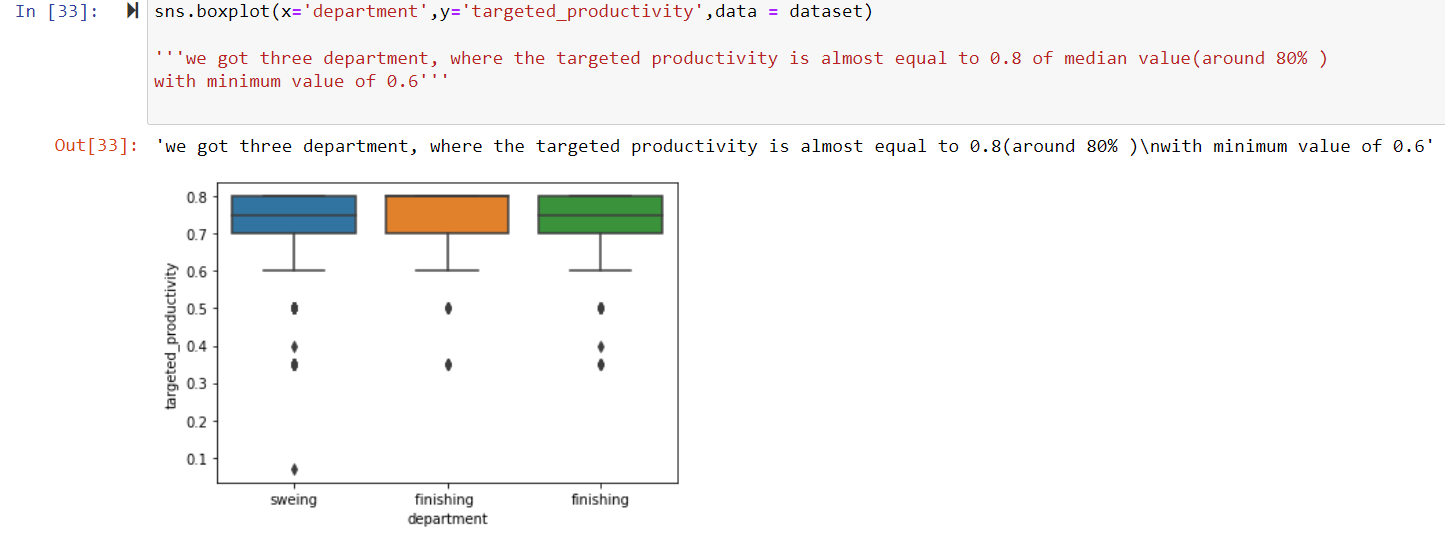 In [33]: sns.boxplot(x='department',y='targeted_productivity',data = dataset)
'''we got three department, where the targeted productivity is almost equal to 0.8 of median value(around 80% )
with minimum value of 0.6'''
Out[33]: 'we got three department, where the targeted productivity is almost equal to 0.8(around 80% )\nwith minimum value of 0.6'
0.8
0.7
0.6
0.5
0.4
0.3
0.2
0.1
targeted_productivity
sweing finishing finishing
department